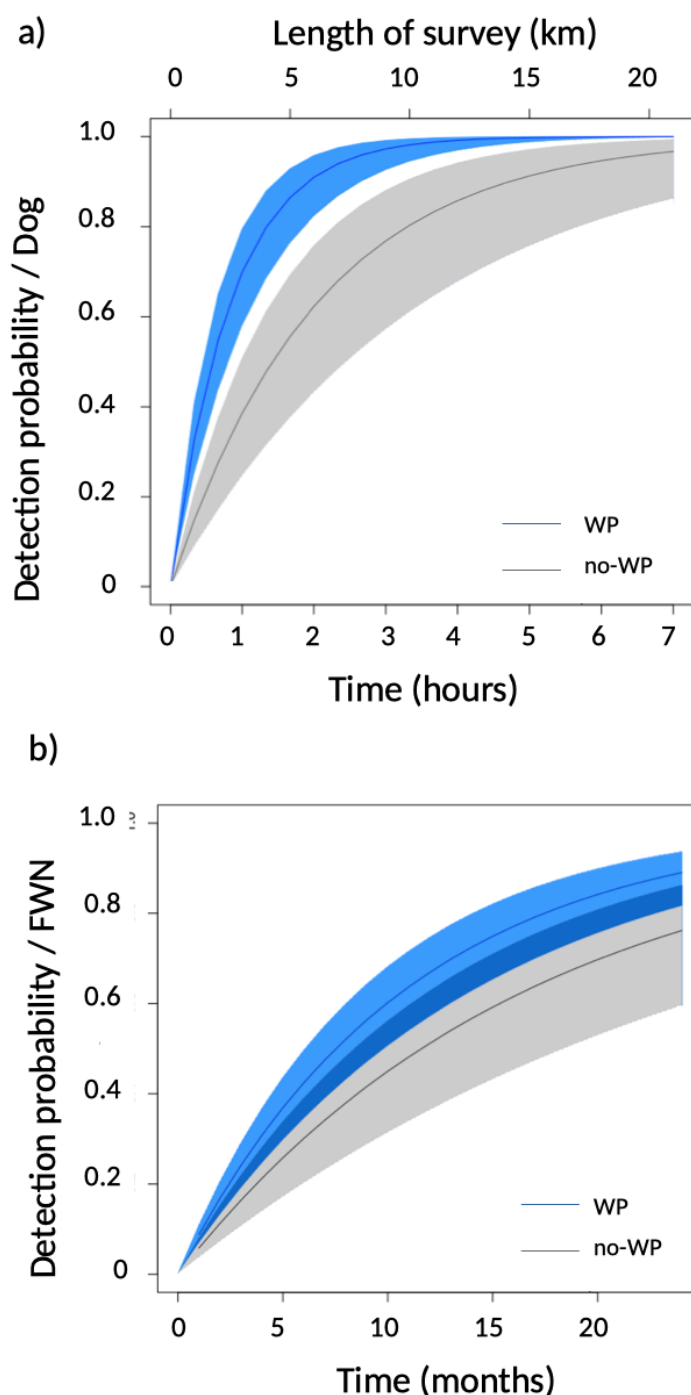 a)
Length of survey (km)
0 5 10 15 20
Detection probability / Dog
1.0
0.8
0.6
0.4
0.2
0
WP
no-WP
0 1 2 3 4 5 6 7
Time (hours)
b)
Detection probability / FWN
1.0
0.8
0.6
0.4
0.2
0
WP
no-WP
0 5 10 15 20
Time (months)